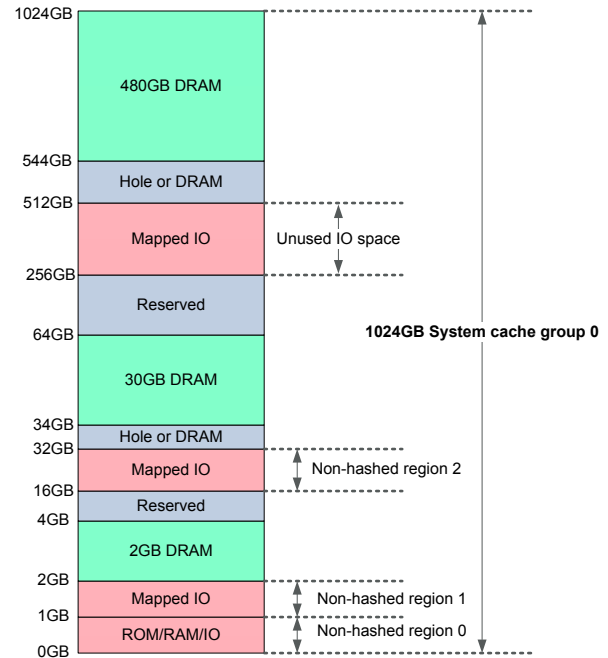 1024GB
480GB DRAM
544GB
Hole or DRAM
512GB
Mapped IO
Unused IO space
256GB
Reserved
64GB
1024GB System cache group 0
30GB DRAM
34GB
Hole or DRAM
32GB
Mapped IO
Non-hashed region 2
16GB
Reserved
4GB
2GB DRAM
2GB
Mapped IO
Non-hashed region 1
1GB
ROM/RAM/IO
Non-hashed region 0
0GB